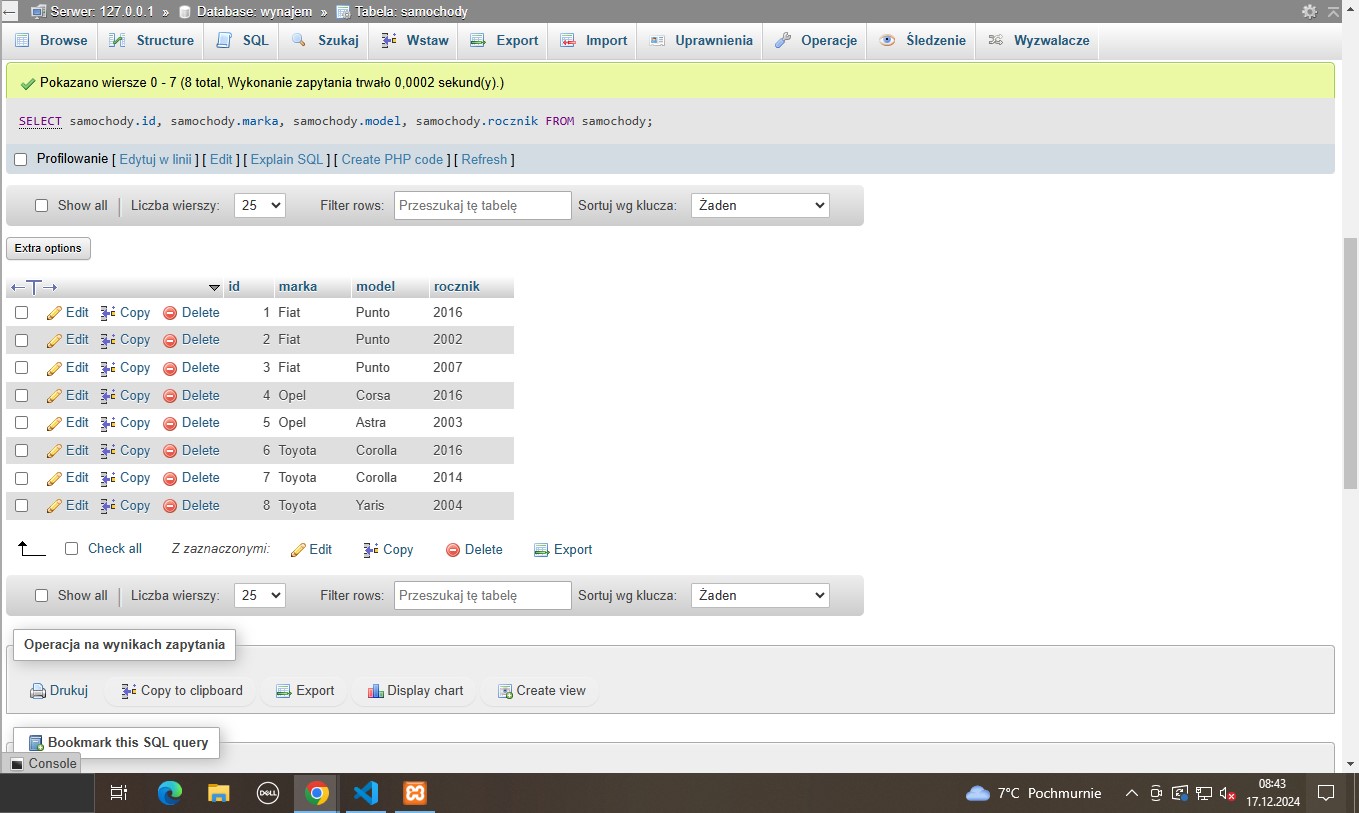 Serwer: 127.0.0.1 » Database: wynajem » Tabela: samochody
Browse Structure SQL Szukaj Wstaw Export Import Uprawnienia Operacje Śledzenie Wyzwalacze
Pokazano wiersze 0 - 7 (8 total, Wykonanie zapytania trwało 0,0002 sekund(y).)
SELECT samochody.id, samochody.marka, samochody.model, samochody.rocznik FROM samochody;
Profilowanie [ Edytuj w linii ] [ Edit ] [ Explain SQL ] [ Create PHP code ] [ Refresh ]
Show all | Liczba wierszy: 25 Filter rows: Przeszukaj tę tabelę Sortuj wg klucza: Żaden
Extra options
←T→ id marka model rocznik
Edit Copy Delete 1 Fiat Punto 2016
Edit Copy Delete 2 Fiat Punto 2002
Edit Copy Delete 3 Fiat Punto 2007
Edit Copy Delete 4 Opel Corsa 2016
Edit Copy Delete 5 Opel Astra 2003
Edit Copy Delete 6 Toyota Corolla 2016
Edit Copy Delete 7 Toyota Corolla 2014
Edit Copy Delete 8 Toyota Yaris 2004
Check all Z zaznaczonymi: Edit Copy Delete Export
Show all | Liczba wierszy: 25 Filter rows: Przeszukaj tę tabelę Sortuj wg klucza: Żaden
Operacja na wynikach zapytania
Drukuj Copy to clipboard Export Display chart Create view
Bookmark this SQL query
Console
DELL 7°C Pochmurnie 08:43
17.12.2024